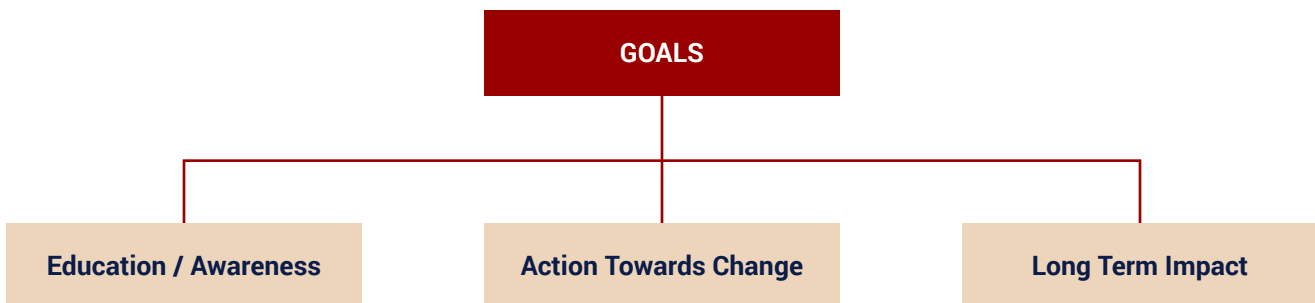 GOALS
Education / Awareness
Action Towards Change
Long Term Impact